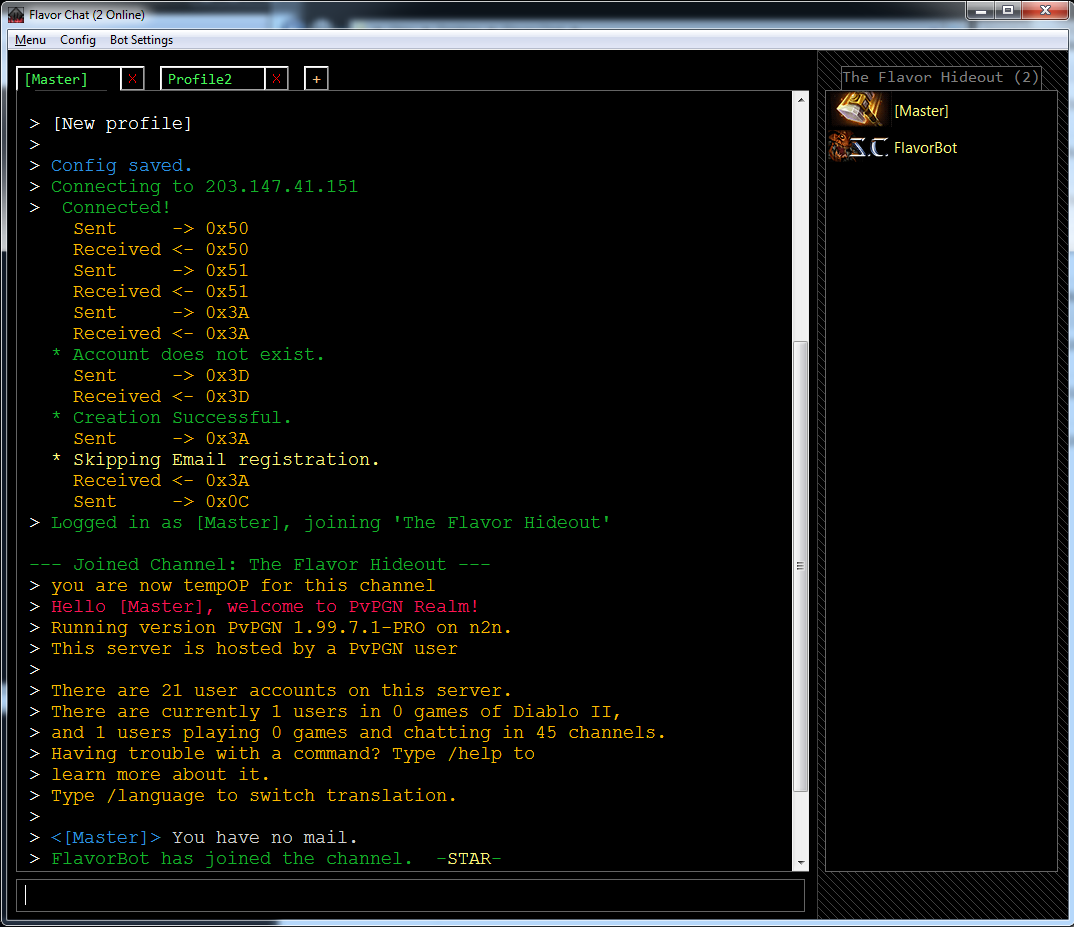 Flavor Chat (2 Online)
Menu Config Bot Settings
[Master] X Profile2 X +
The Flavor Hideout (2)
[Master]
S.C. FlavorBot
> [New profile]
>
> Config saved.
> Connecting to 203.147.41.151
> Connected!
Sent -> 0x50
Received <- 0x50
Sent -> 0x51
Received <- 0x51
Sent -> 0x3A
Received <- 0x3A
* Account does not exist.
Sent -> 0x3D
Received <- 0x3D
* Creation Successful.
Sent -> 0x3A
* Skipping Email registration.
Received <- 0x3A
Sent -> 0x0C
> Logged in as [Master], joining 'The Flavor Hideout'
--- Joined Channel: The Flavor Hideout ---
> you are now tempOP for this channel
> Hello [Master], welcome to PvPGN Realm!
> Running version PvPGN 1.99.7.1-PRO on n2n.
> This server is hosted by a PvPGN user
>
> There are 21 user accounts on this server.
> There are currently 1 users in 0 games of Diablo II,
> and 1 users playing 0 games and chatting in 45 channels.
> Having trouble with a command? Type /help to
> learn more about it.
> Type /language to switch translation.
>
> <[Master]> You have no mail.
> FlavorBot has joined the channel. -STAR-